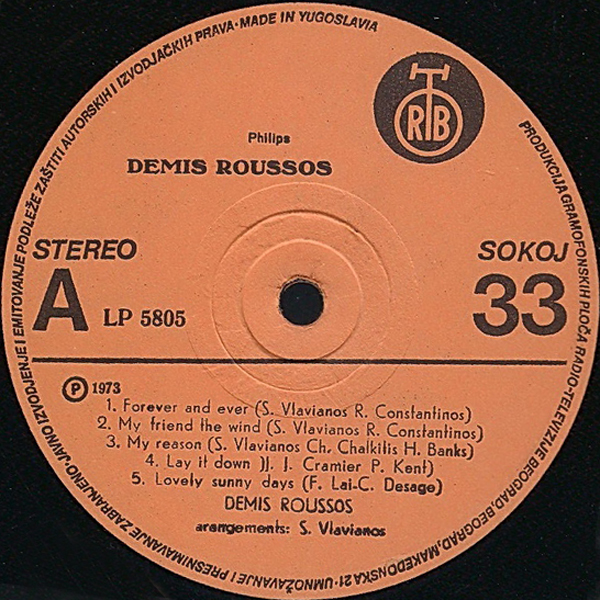 PRODUKCIJA GRAMOFONSKIH PLOČA RADIO-TELEVIZIJE BEOGRAD, BEOGRAD, MAKEDONSKA 21 · UMNOŽAVANJE I PRESNIMAVANJE ZABRANJENO · JAVNO IZVODJENJE I EMITOVANJE PODLEŽE ZAŠTITI AUTORSKIH I IZVODJAČKIH PRAVA · MADE IN YUGOSLAVIA
RTB
Philips
DEMIS ROUSSOS
STEREO
SOKOJ
A
LP 5805
33
Ⓟ 1973
1. Forever and ever (S. Vlavianos R. Constantinos)
2. My friend the wind (S. Vlavianos R. Constantinos)
3. My reason (S. Vlavianos Ch. Chalkitis H. Banks)
4. Lay it down )J. J. Cramier P. Kent)
5. Lovely sunny days (F. Lai-C. Desage)
DEMIS ROUSSOS
arangements: S. Vlavianos